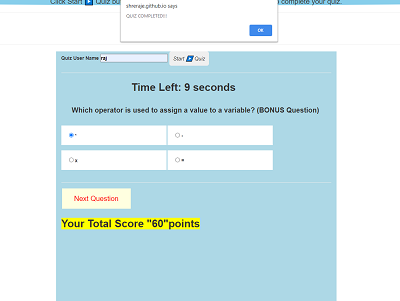 Click Start Quiz bu
complete your quiz.
shreraje.github.io says
QUIZ COMPLETED!!
OK
Quiz User Name raj
Start Quiz
Time Left: 9 seconds
Which operator is used to assign a value to a variable? (BONUS Question)
x
=
Next Question
Your Total Score "60"points